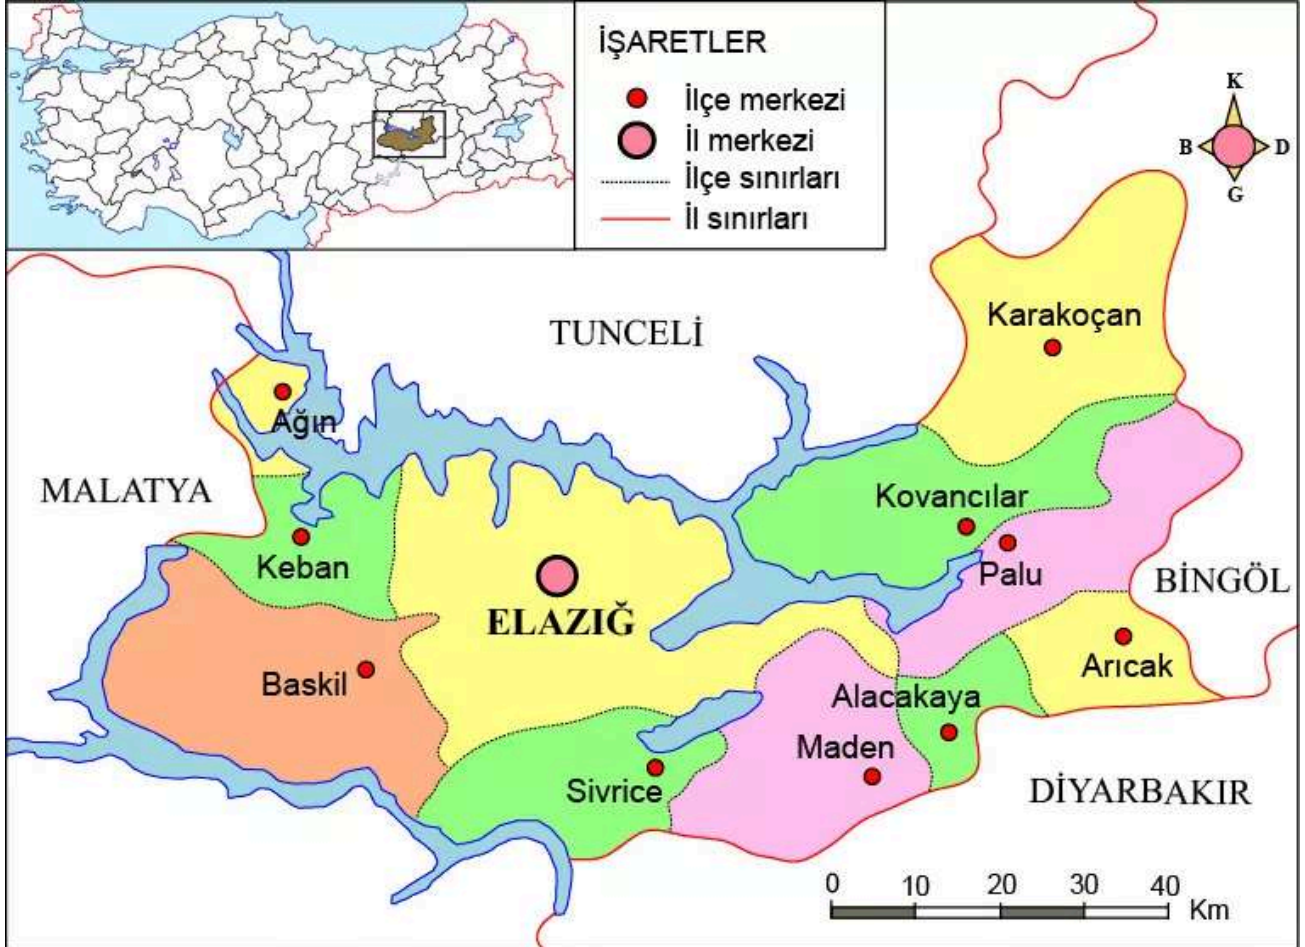 İŞARETLER
İlçe merkezi
İl merkezi
İlçe sınırları
İl sınırları
K
B D
G
TUNCELİ
Karakoçan
Ağın
MALATYA
Kovancılar
Keban
Palu
BİNGÖL
ELAZIĞ
Arıcak
Baskil
Alacakaya
Maden
Sivrice
DİYARBAKIR
0 10 20 30 40
Km